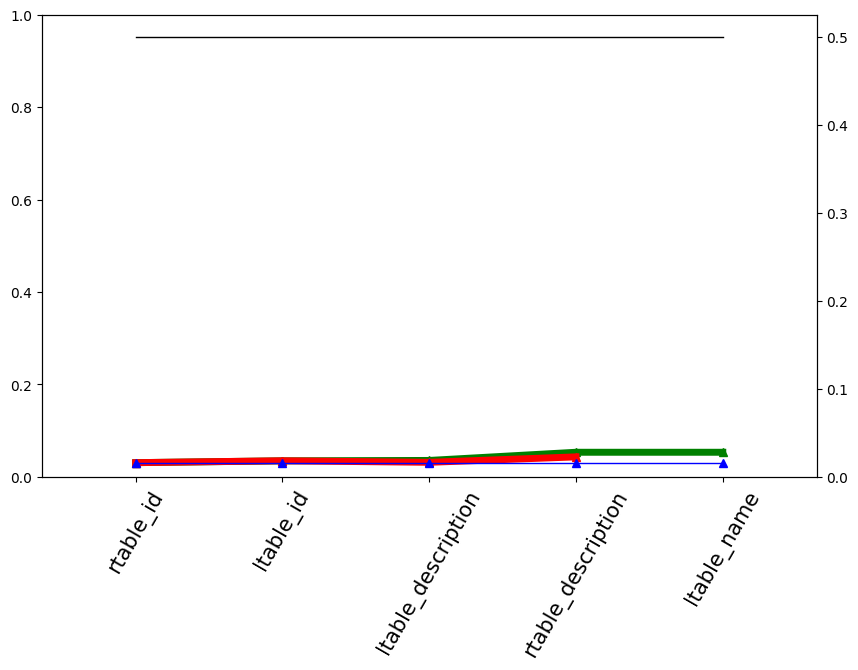 1.0
0.8
0.6
0.4
0.2
0.0
0.5
0.4
0.3
0.2
0.1
0.0
rtable_id
ltable_id
ltable_description
rtable_description
ltable_name